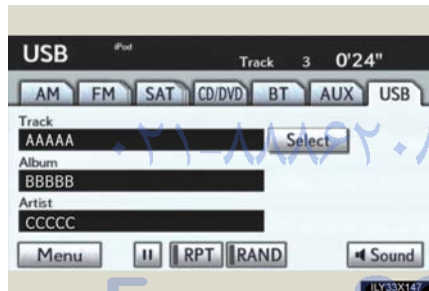 USB iPod Track 3 0'24"
AM FM SAT CD/DVD BT AUX USB
Track
AAAAA Select
Album
BBBBB
Artist
CCCCC
Menu RPT RAND Sound
ILY33X147